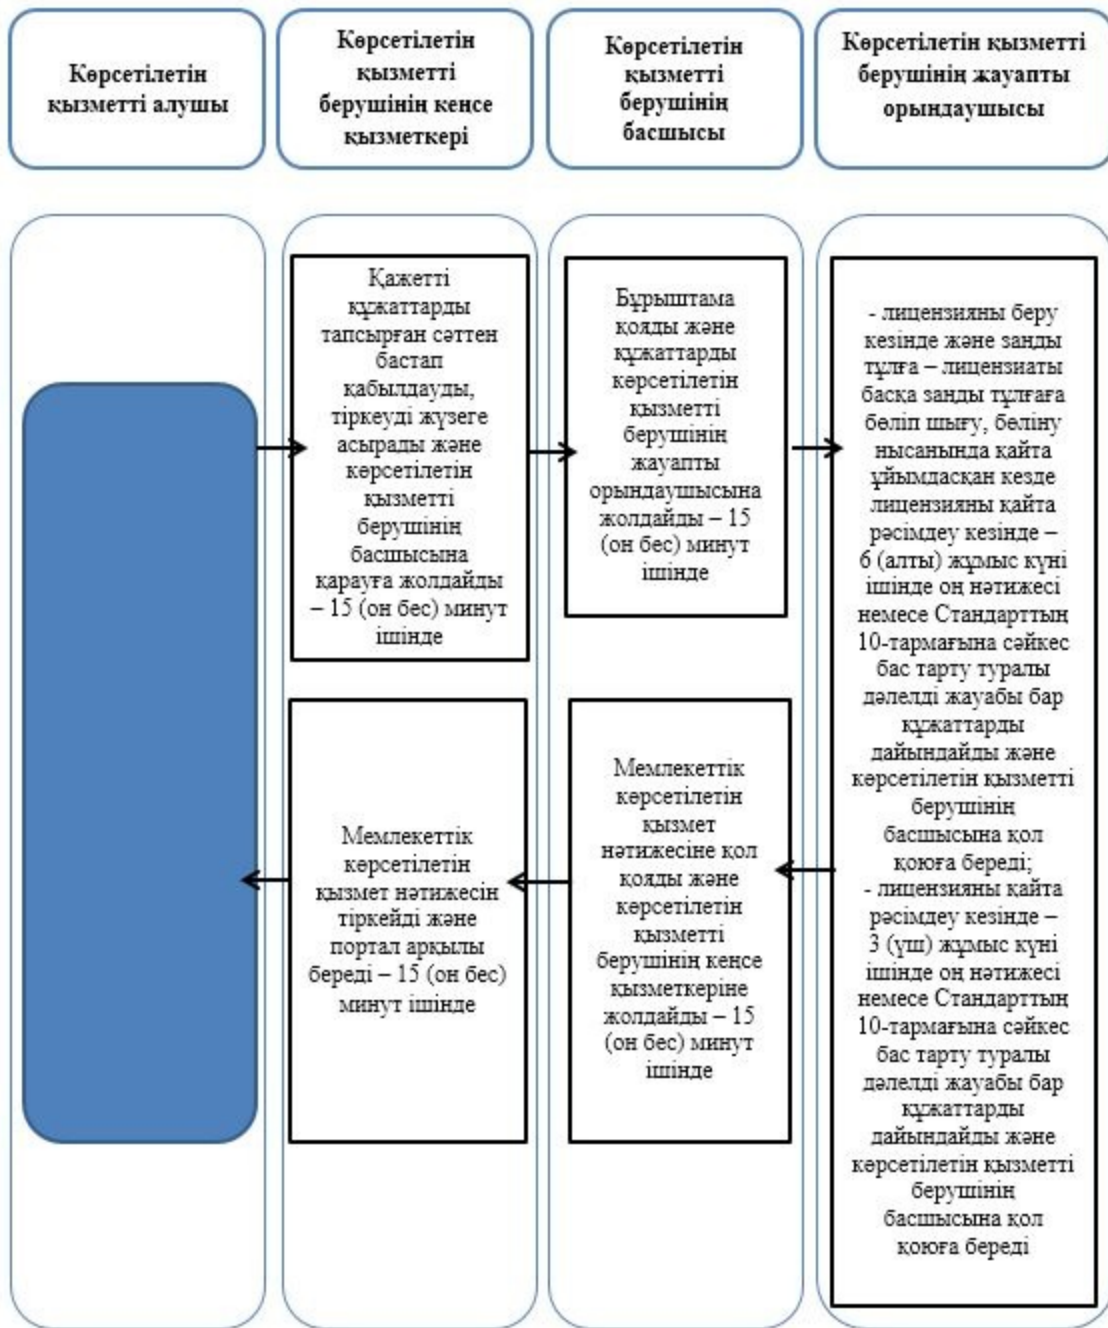 Көрсетілетін
қызметті алушы
Көрсетілетін
қызметті
берушінің кеңсе
қызметкері
Көрсетілетін
қызметті
берушінің
басшысы
Көрсетілетін қызметті
берушінің жауапты
орындаушысы
Қажетті
құжаттарды
тапсырған сәттен
бастап
қабылдауды,
тіркеуді жүзеге
асырады және
көрсетілетін
қызметті
берушінің
басшысына
қарауға жолдайды
– 15 (он бес) минут
ішінде
Бұрыштама
қояды және
құжаттарды
көрсетілетін
қызметті
берушінің
жауапты
орындаушысына
жолдайды – 15
(он бес) минут
ішінде
- лицензияны беру
кезінде және заңды
тұлға – лицензиаты
басқа заңды тұлғаға
бөліп шығу, бөліну
нысанында қайта
ұйымдасқан кезде
лицензияны қайта
рәсімдеу кезінде –
6 (алты) жұмыс күні
ішінде оң нәтижесі
немесе Стандарттың
10-тармағына сәйкес
бас тарту туралы
дәлелді жауабы бар
құжаттарды
дайындайды және
көрсетілетін қызметті
берушінің
басшысына қол
қоюға береді;
- лицензияны қайта
рәсімдеу кезінде –
3 (үш) жұмыс күні
ішінде оң нәтижесі
немесе Стандарттың
10-тармағына сәйкес
бас тарту туралы
дәлелді жауабы бар
құжаттарды
дайындайды және
көрсетілетін қызметті
берушінің
басшысына қол
қоюға береді
Мемлекеттік
көрсетілетін
қызмет
нәтижесіне қол
қояды және
көрсетілетін
қызметті
берушінің кеңсе
қызметкеріне
жолдайды – 15
(он бес) минут
ішінде
Мемлекеттік
көрсетілетін
қызмет нәтижесін
тіркейді және
портал арқылы
береді – 15 (он бес)
минут ішінде